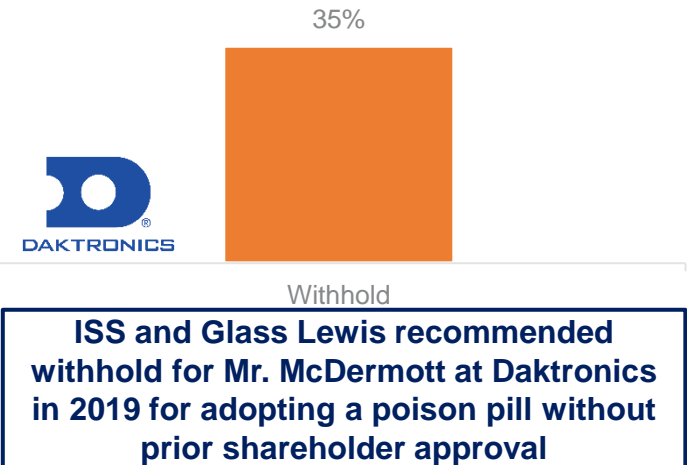 35%
®
DAKTRONICS
Withhold
ISS and Glass Lewis recommended
withhold for Mr. McDermott at Daktronics
in 2019 for adopting a poison pill without
prior shareholder approval